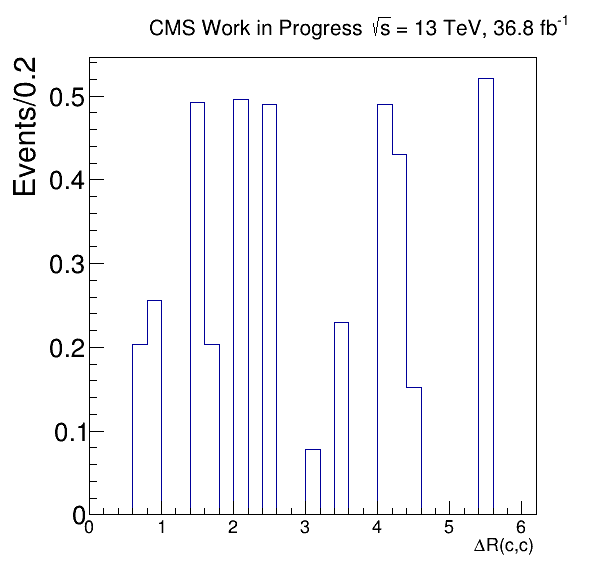 CMS Work in Progress √s = 13 TeV, 36.8 fb⁻¹
Events/0.2
0.5
0.4
0.3
0.2
0.1
0
0 1 2 3 4 5 6
ΔR(c,c)